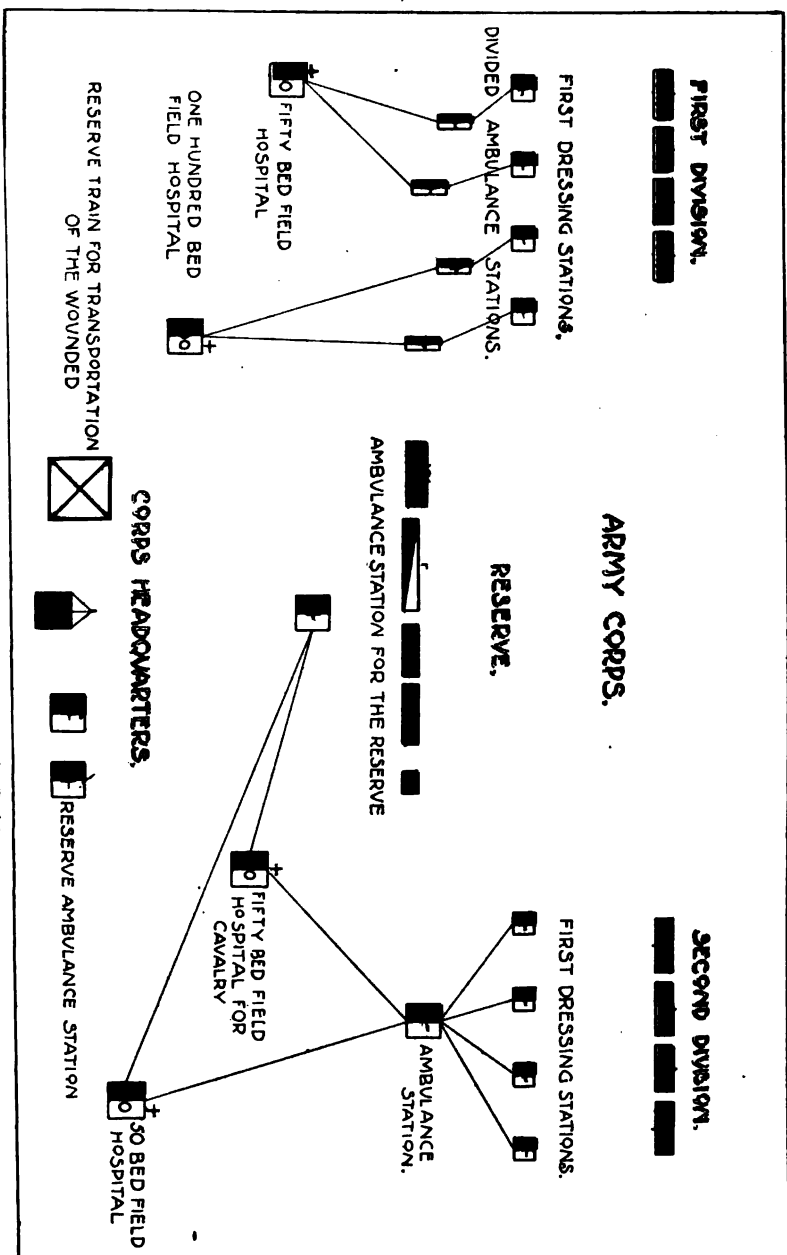 ARMY CORPS.
FIRST DIVISION.
SECOND DIVISION.
FIRST DRESSING STATIONS.
FIRST DRESSING STATIONS.
DIVIDED AMBULANCE STATIONS.
RESERVE.
AMBULANCE STATION FOR THE RESERVE
AMBULANCE
STATION.
FIFTY BED FIELD
HOSPITAL
FIFTY BED FIELD
HOSPITAL FOR
CAVALRY
ONE HUNDRED BED
FIELD HOSPITAL
50 BED FIELD
HOSPITAL
CORPS HEADQUARTERS.
RESERVE TRAIN FOR TRANSPORTATION
OF THE WOUNDED
RESERVE AMBULANCE STATION